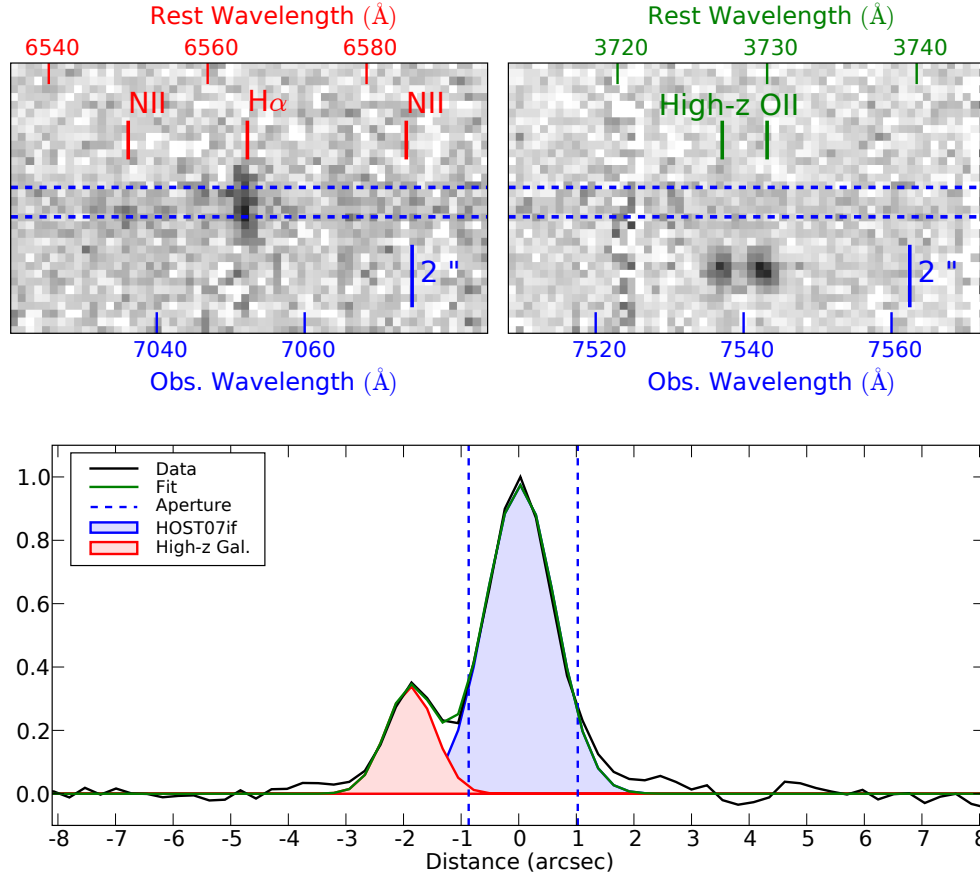 Rest Wavelength (Å)
6540 6560 6580
NII Hα NII
2 "
7040 7060
Obs. Wavelength (Å)
Rest Wavelength (Å)
3720 3730 3740
High-z OII
2 "
7520 7540 7560
Obs. Wavelength (Å)
Data
Fit
Aperture
HOST07if
High-z Gal.
1.0
0.8
0.6
0.4
0.2
0.0
-8 -7 -6 -5 -4 -3 -2 -1 0 1 2 3 4 5 6 7 8
Distance (arcsec)